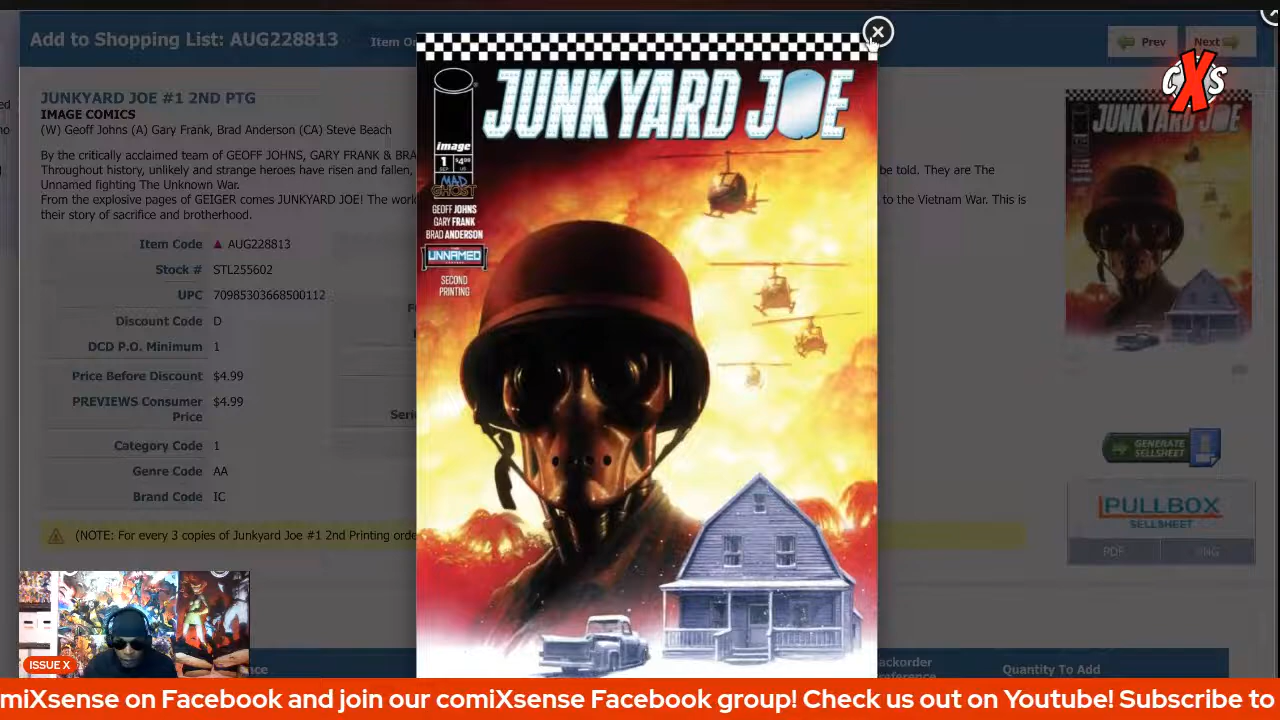 Add to Shopping List: AUG228813
Item Or
Prev
Next
CXS
JUNKYARD JOE #1 2ND PTG
IMAGE COMICS
(W) Geoff Johns (A) Gary Frank, Brad Anderson (CA) Steve Beach
By the critically acclaimed team of GEOFF JOHNS, GARY FRANK & BRA
Throughout history, unlikely and strange heroes have risen and fallen, be told. They are The
Unnamed fighting The Unknown War.
From the explosive pages of GEIGER comes JUNKYARD JOE! The worl to the Vietnam War. This is
their story of sacrifice and brotherhood.
Item Code AUG228813
Stock # STL255602
UPC 70985303668500112
Discount Code D
DCD P.O. Minimum 1
Price Before Discount $4.99
PREVIEWS Consumer Price $4.99
Category Code 1
Genre Code AA
Brand Code IC
Serie
(NOTE: For every 3 copies of Junkyard Joe #1 2nd Printing orde
JUNKYARD JOE
image
1
$4.99
MAD
GHOST
GEOFF JOHNS
GARY FRANK
BRAD ANDERSON
UNNAMED
SECOND
PRINTING
JUNKYARD JOE
GENERATE
SELLSHEET
PULLBOX
SELLSHEET
PDF
ISSUE X
nce
ackorder
eference
Quantity To Add
miXsense on Facebook and join our comiXsense Facebook group! Check us out on Youtube! Subscribe to